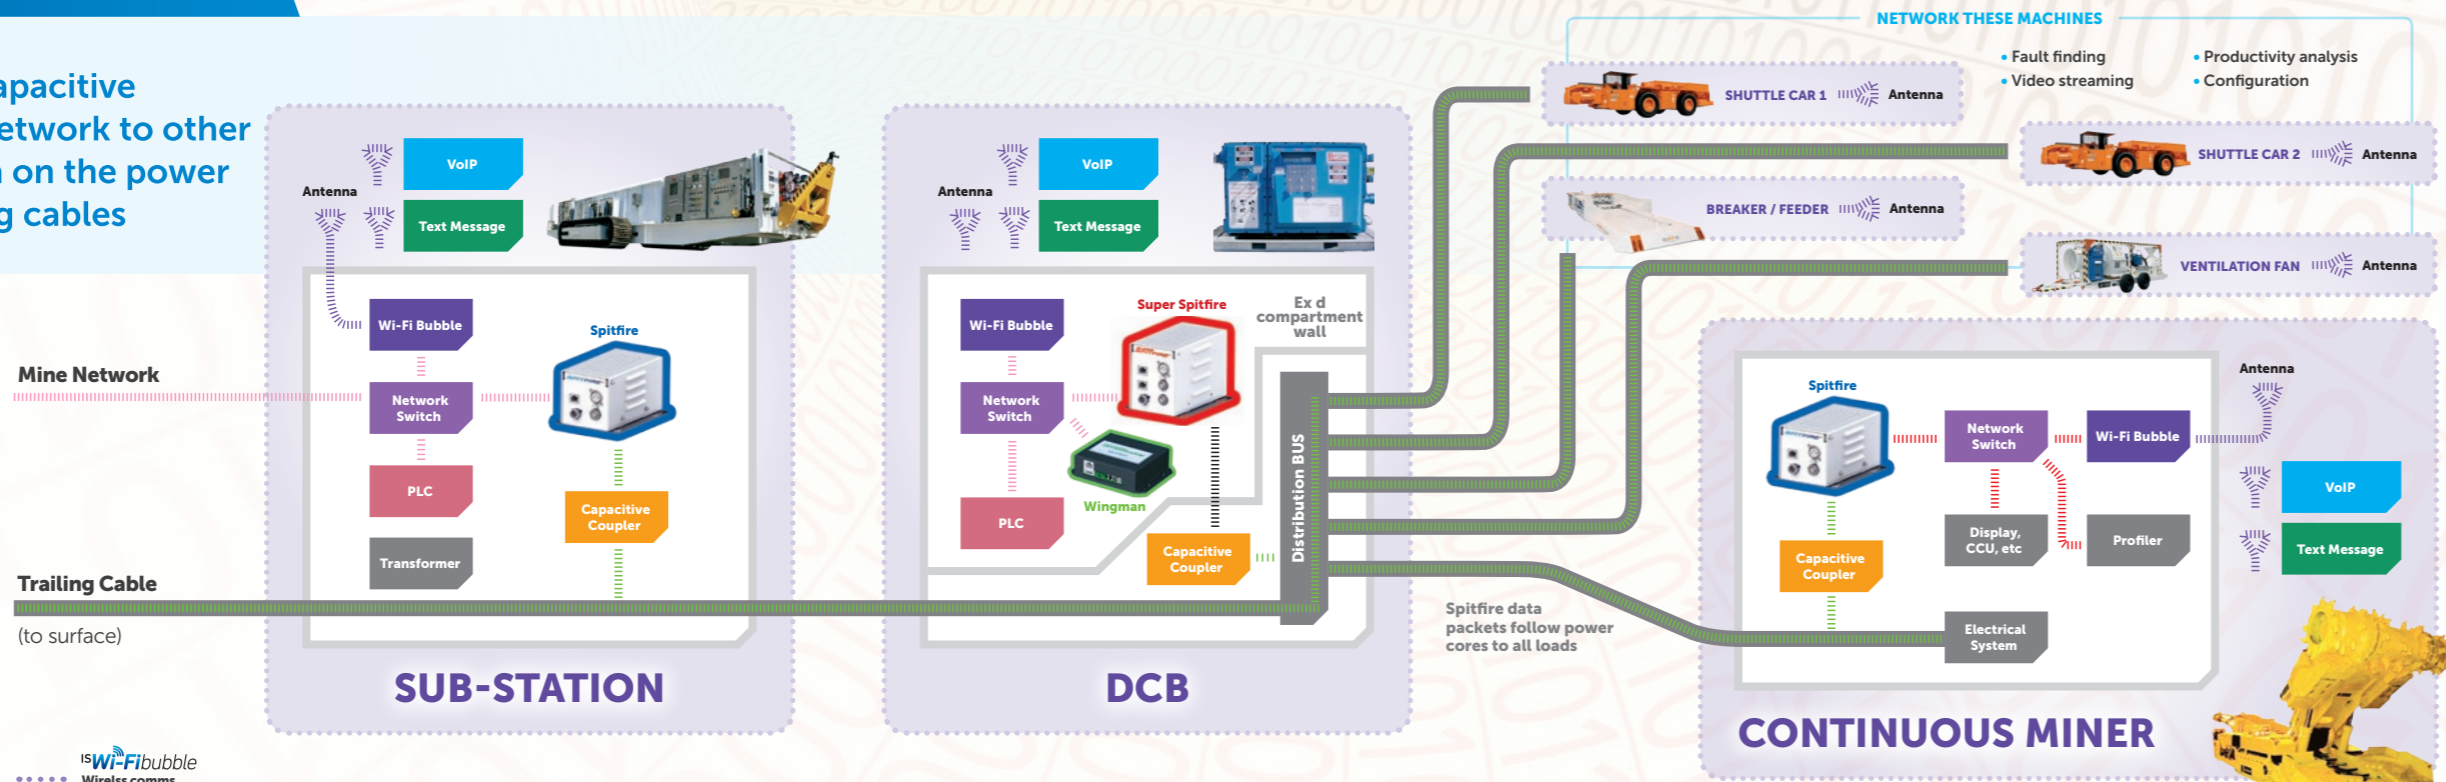 apacitive
etwork to other
on the power
g cables
NETWORK THESE MACHINES
• Fault finding
• Video streaming
• Productivity analysis
• Configuration
SHUTTLE CAR 1
Antenna
SHUTTLE CAR 2
Antenna
BREAKER / FEEDER
Antenna
VENTILATION FAN
Antenna
Antenna
VoIP
Text Message
Wi-Fi Bubble
Network
Switch
PLC
Transformer
Spitfire
Capacitive
Coupler
SUB-STATION
Mine Network
Trailing Cable
(to surface)
Antenna
VoIP
Text Message
Wi-Fi Bubble
Network
Switch
PLC
Super Spitfire
Wingman
Ex d
compartment
wall
Capacitive
Coupler
Distribution BUS
DCB
Spitfire data
packets follow power
cores to all loads
Spitfire
Network
Switch
Wi-Fi Bubble
Antenna
Display,
CCU, etc
Profiler
Capacitive
Coupler
Electrical
System
VoIP
Text Message
CONTINUOUS MINER
ISWi-Fibubble
Wirelss comms